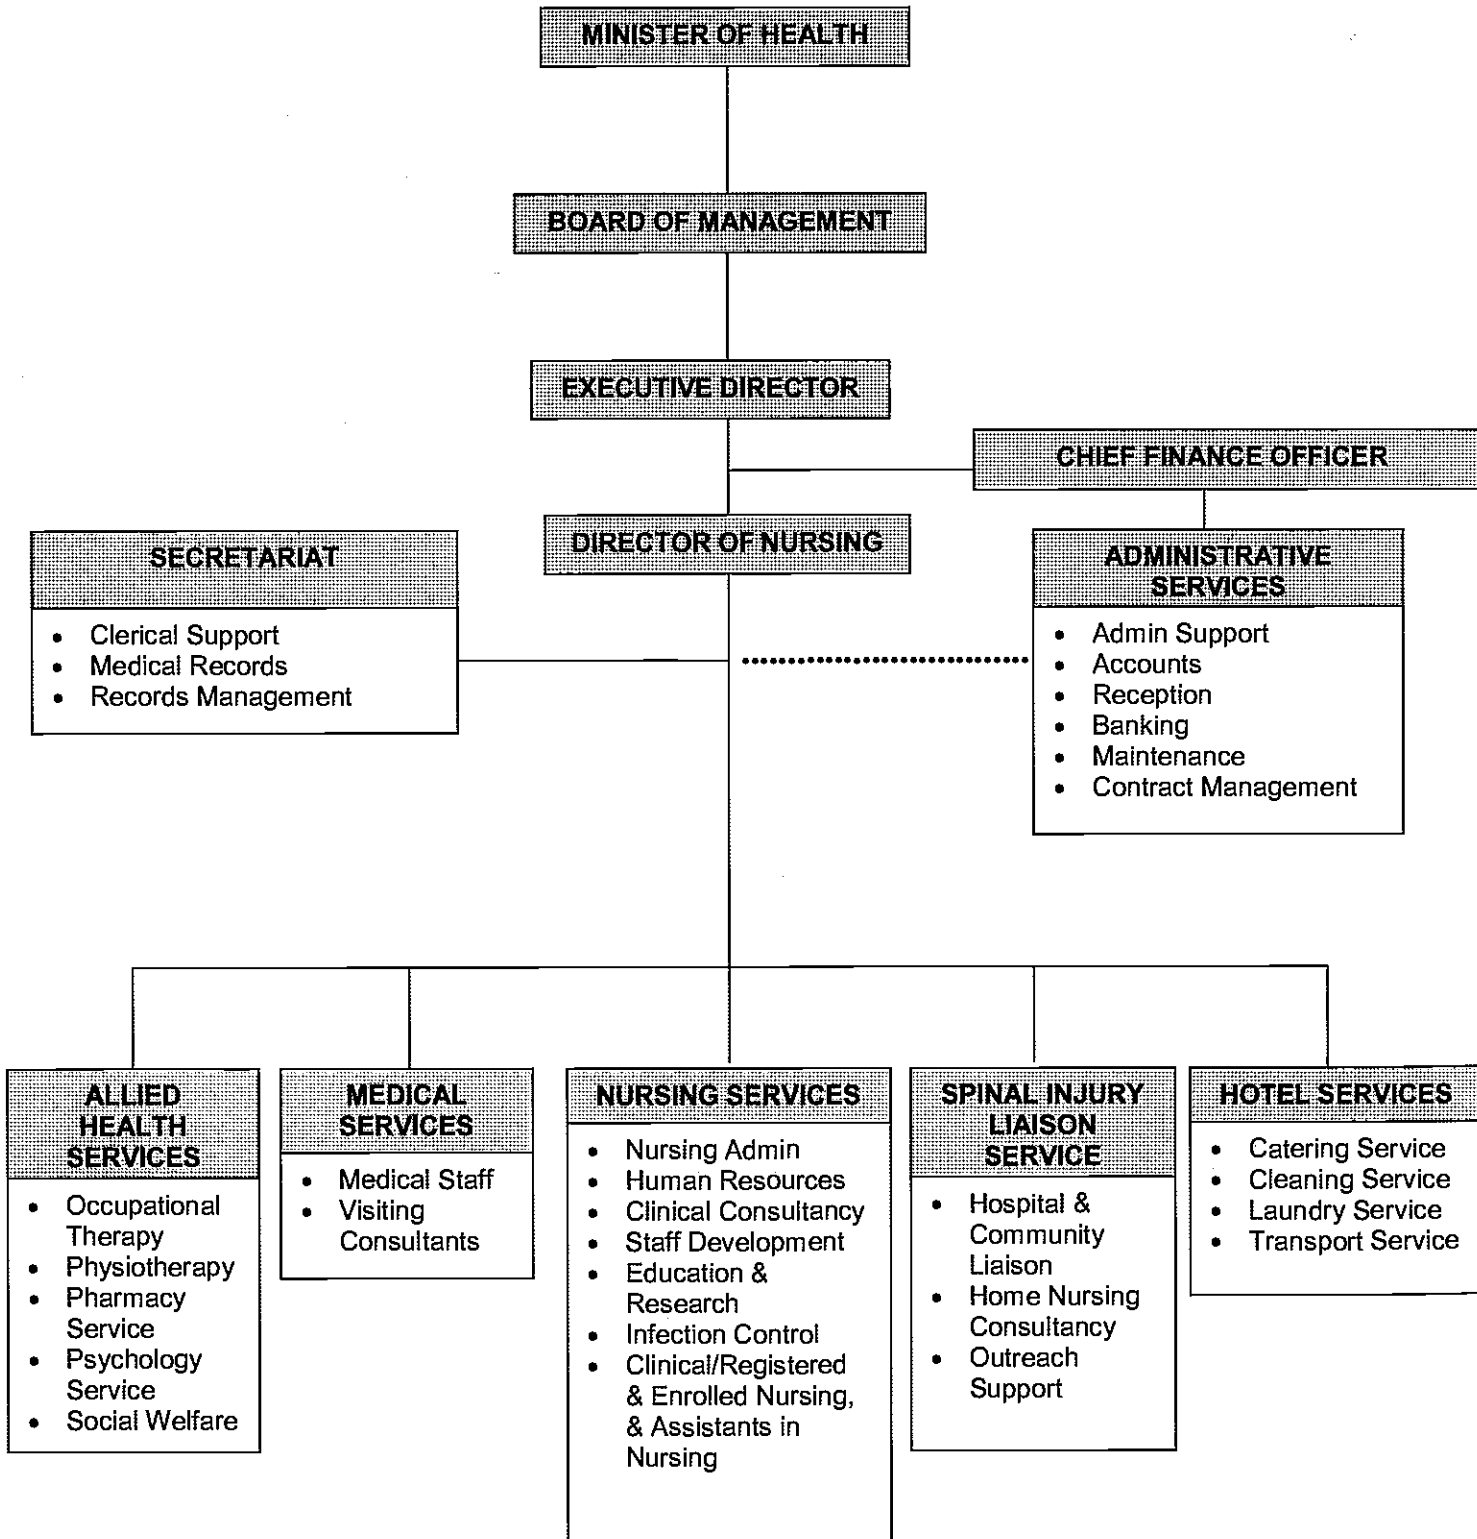 MINISTER OF HEALTH
BOARD OF MANAGEMENT
EXECUTIVE DIRECTOR
CHIEF FINANCE OFFICER
DIRECTOR OF NURSING
SECRETARIAT
• Clerical Support
• Medical Records
• Records Management
ADMINISTRATIVE
SERVICES
• Admin Support
• Accounts
• Reception
• Banking
• Maintenance
• Contract Management
ALLIED
HEALTH
SERVICES
• Occupational
Therapy
• Physiotherapy
• Pharmacy
Service
• Psychology
Service
• Social Welfare
MEDICAL
SERVICES
• Medical Staff
• Visiting
Consultants
NURSING SERVICES
• Nursing Admin
• Human Resources
• Clinical Consultancy
• Staff Development
• Education &
Research
• Infection Control
• Clinical/Registered
& Enrolled Nursing,
& Assistants in
Nursing
SPINAL INJURY
LIAISON
SERVICE
• Hospital &
Community
Liaison
• Home Nursing
Consultancy
• Outreach
Support
HOTEL SERVICES
• Catering Service
• Cleaning Service
• Laundry Service
• Transport Service